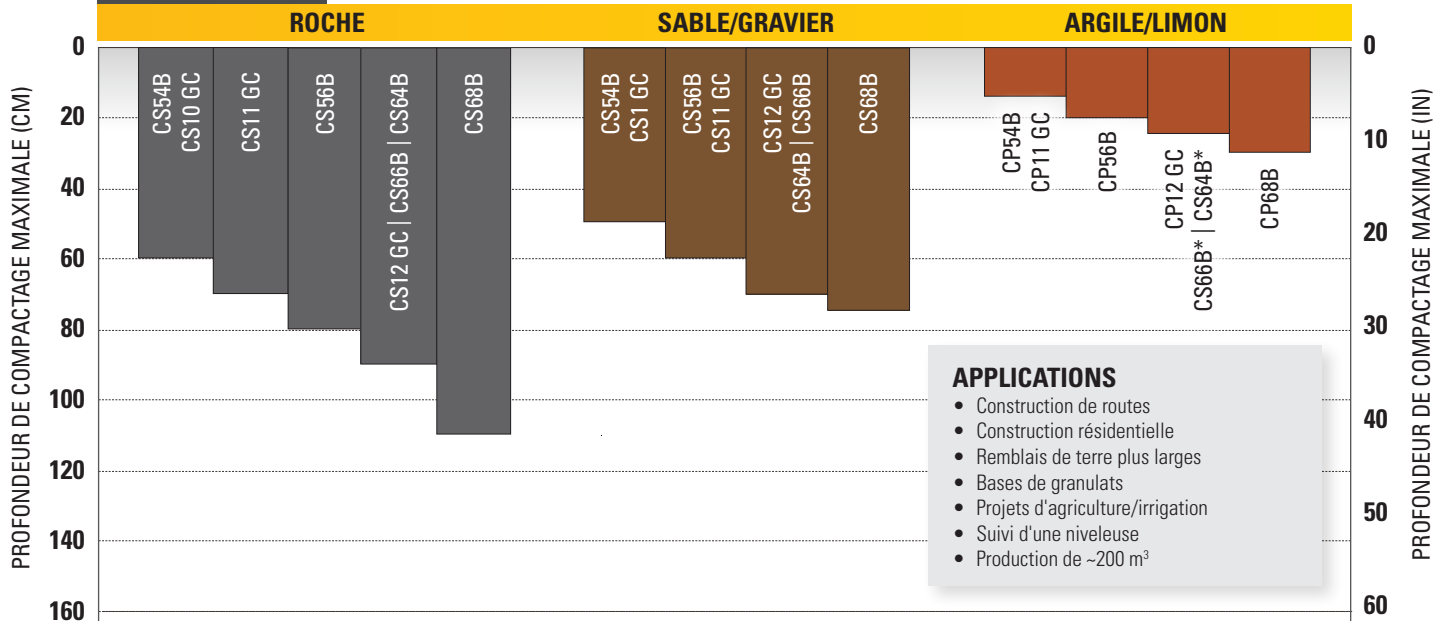 ROCHE
SABLE/GRAVIER
ARGILE/LIMON
PROFONDEUR DE COMPACTAGE MAXIMALE (CM)
0
20
40
60
80
100
120
140
160
CS54B
CS10 GC
CS11 GC
CS56B
CS12 GC | CS66B | CS64B
CS68B
CS54B
CS1 GC
CS56B
CS11 GC
CS12 GC
CS64B | CS66B
CS68B
CP54B
CP11 GC
CP56B
CP12 GC
CS66B* | CS64B*
CP68B
APPLICATIONS
• Construction de routes
• Construction résidentielle
• Remblais de terre plus larges
• Bases de granulats
• Projets d'agriculture/irrigation
• Suivi d'une niveleuse
• Production de ~200 m³
0
10
20
30
40
50
60
PROFONDEUR DE COMPACTAGE MAXIMALE (IN)